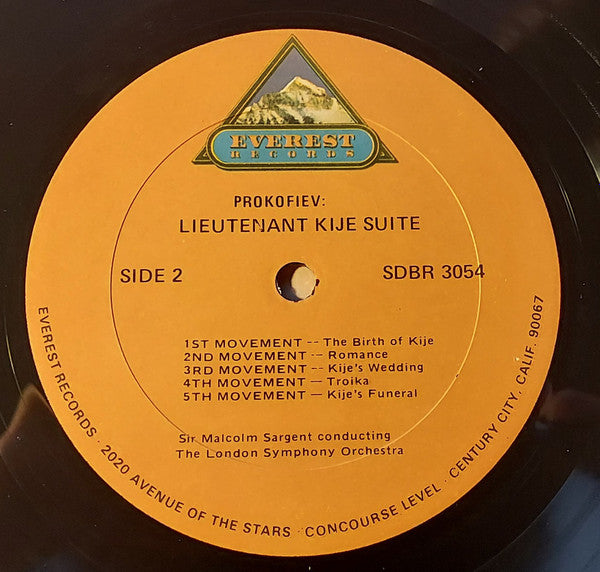 EVEREST
RECORDS
PROKOFIEV:
LIEUTENANT KIJE SUITE
SIDE 2
SDBR 3054
1ST MOVEMENT -- The Birth of Kije
2ND MOVEMENT -- Romance
3RD MOVEMENT -- Kije's Wedding
4TH MOVEMENT -- Troika
5TH MOVEMENT -- Kije's Funeral
Sir Malcolm Sargent conducting
The London Symphony Orchestra
EVEREST RECORDS · 2020 AVENUE OF THE STARS · CONCOURSE LEVEL · CENTURY CITY, CALIF. 90067